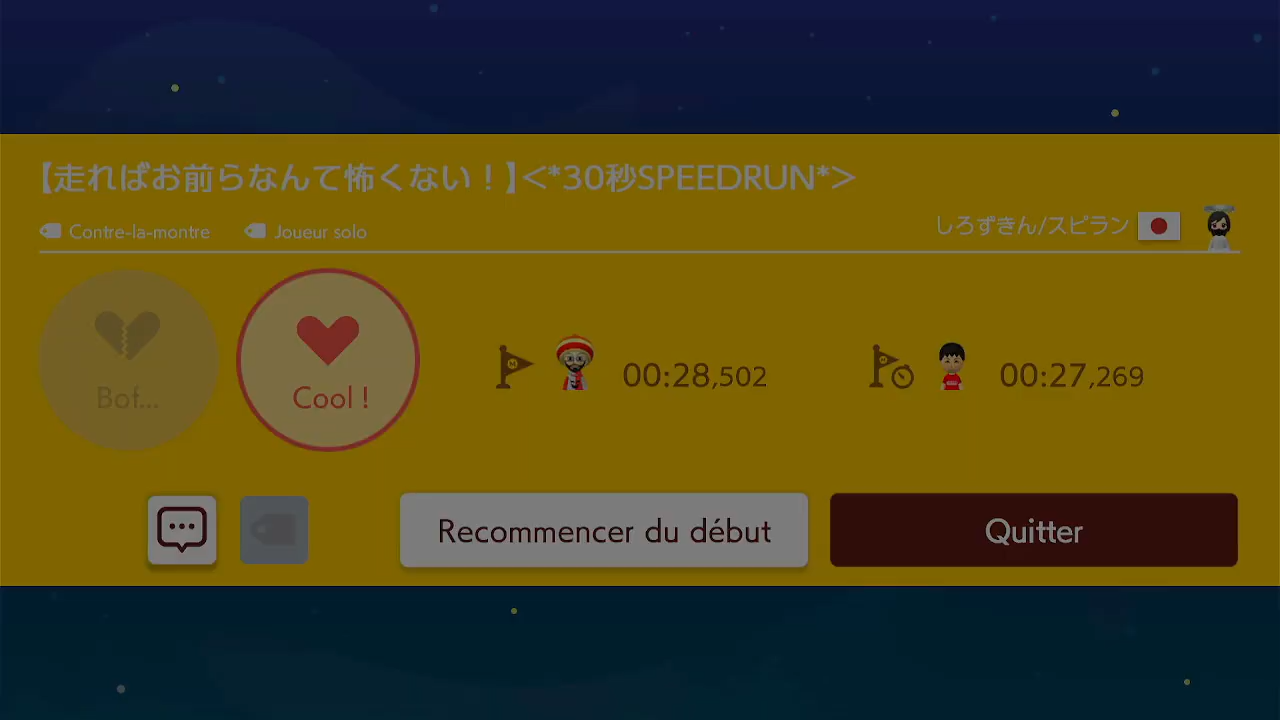 【走ればお前らなんて怖くない！】<*30秒SPEEDRUN*>
Contre-la-montre Joueur solo
しろずきん/スピラン
Bof...
Cool !
M 00:28,502
M 00:27,269
Recommencer du début
Quitter